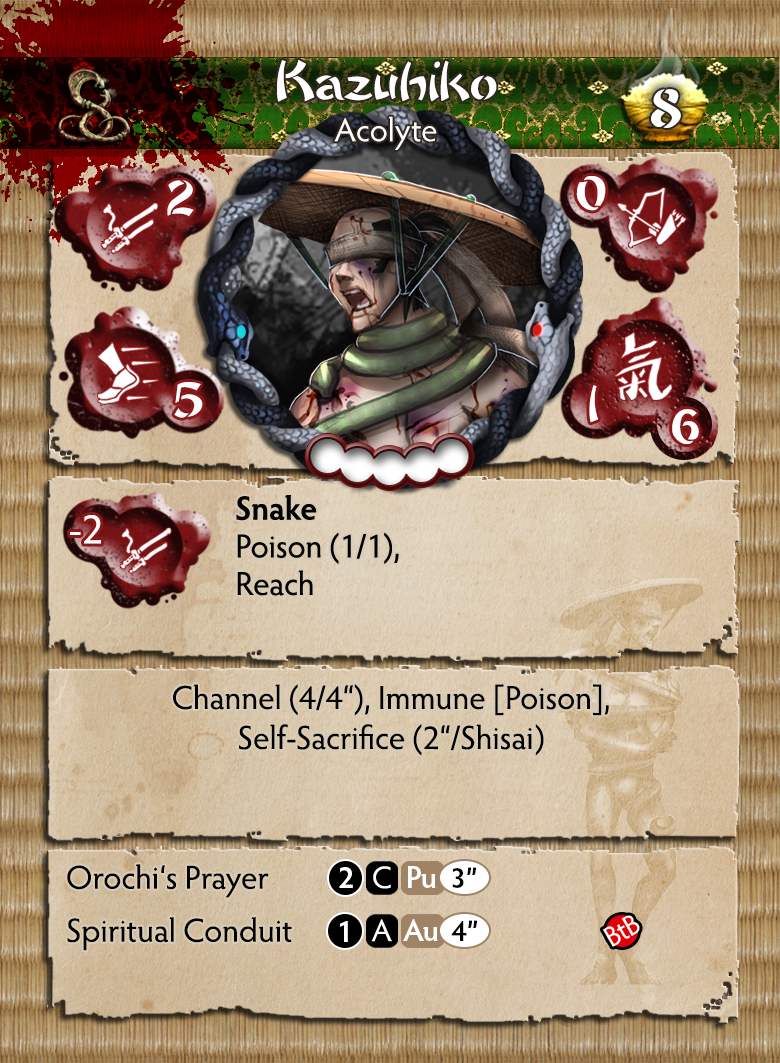 Kazuhiko
8
Acolyte
2
0
5
氣
1
6
-2
Snake
Poison (1/1),
Reach
Channel (4/4“), Immune [Poison],
Self-Sacrifice (2“/Shisai)
Orochi‘s Prayer 2 C Pu 3”
Spiritual Conduit 1 A Au 4” BtB